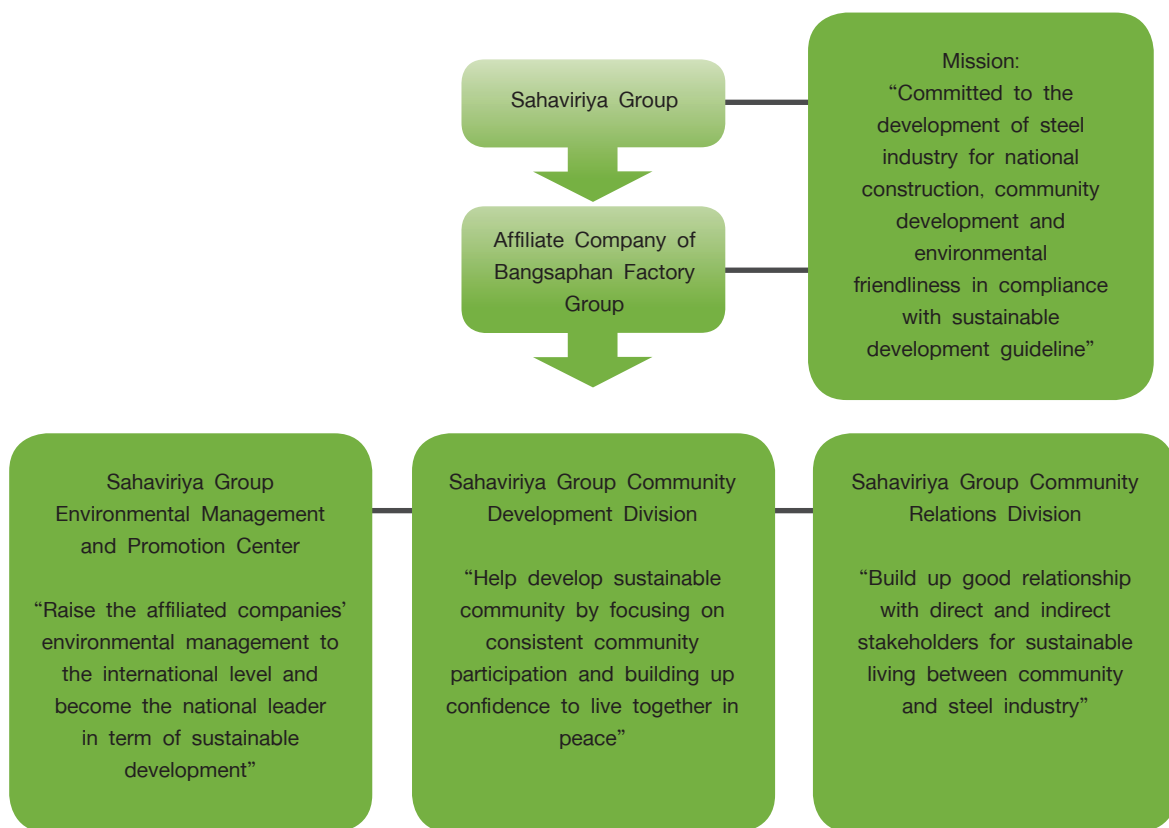 Sahaviriya Group
Mission:
“Committed to the
development of steel
industry for national
construction, community
development and
environmental
friendliness in compliance
with sustainable
development guideline”
Affiliate Company of
Bangsaphan Factory
Group
Sahaviriya Group
Environmental Management
and Promotion Center
“Raise the affiliated companies’
environmental management to
the international level and
become the national leader
in term of sustainable
development”
Sahaviriya Group Community
Development Division
“Help develop sustainable
community by focusing on
consistent community
participation and building up
confidence to live together in
peace”
Sahaviriya Group Community
Relations Division
“Build up good relationship
with direct and indirect
stakeholders for sustainable
living between community
and steel industry”